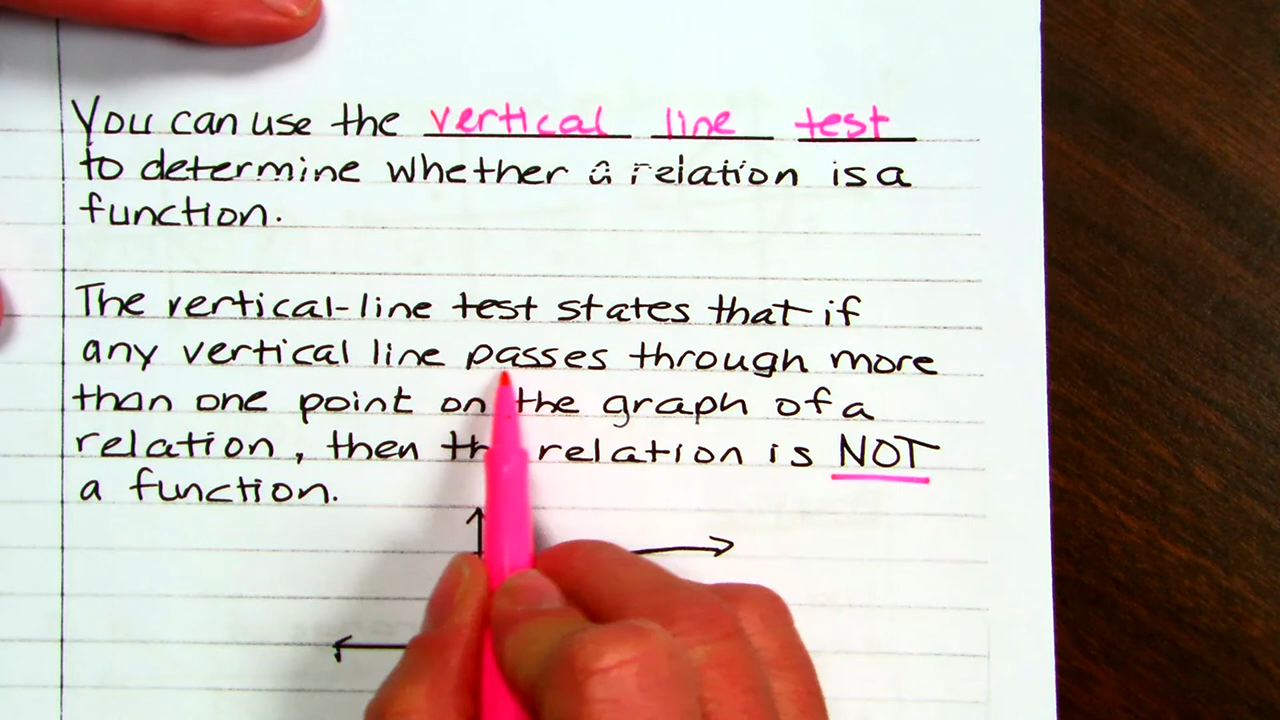 You can use the vertical line test
to determine whether a relation is a
function.
The vertical-line test states that if
any vertical line passes through more
than one point on the graph of a
relation, then relation is NOT
a function.